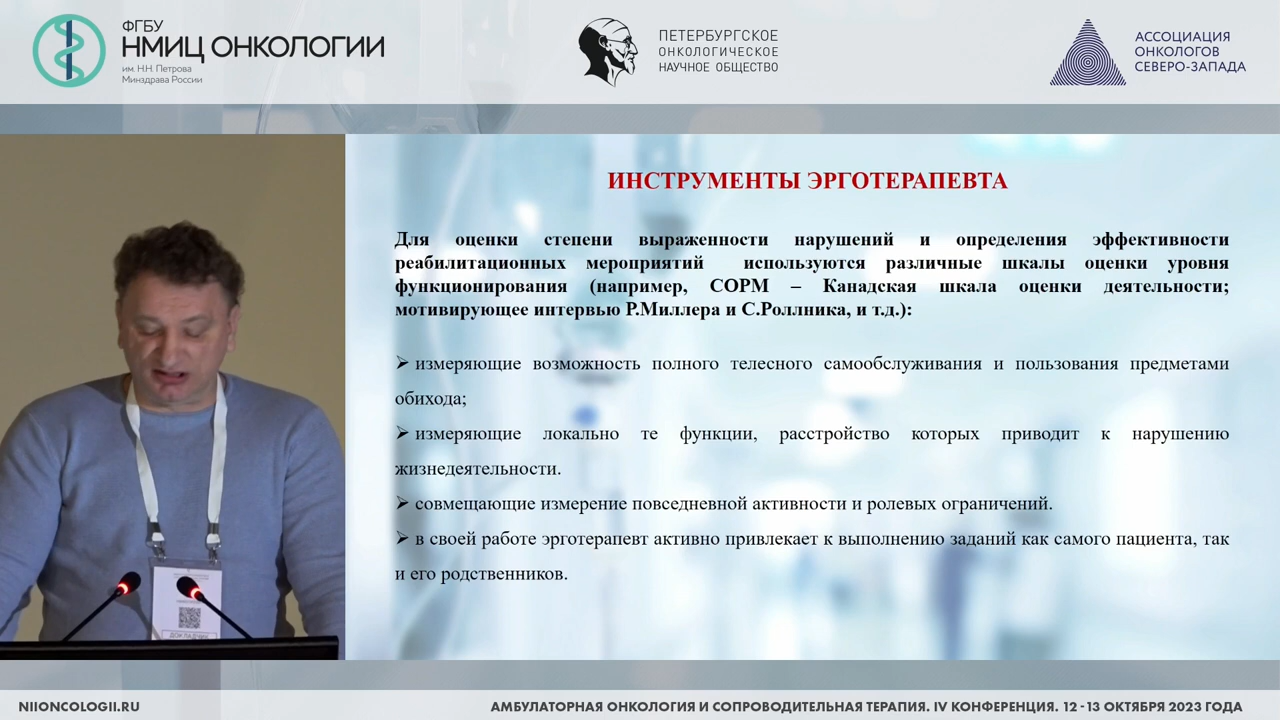 ФГБУ
НМИЦ ОНКОЛОГИИ
им. Н.Н. Петрова
Минздрава России
ПЕТЕРБУРГСКОЕ
ОНКОЛОГИЧЕСКОЕ
НАУЧНОЕ ОБЩЕСТВО
АССОЦИАЦИЯ
ОНКОЛОГОВ
СЕВЕРО-ЗАПАДА
ИНСТРУМЕНТЫ ЭРГОТЕРАПЕВТА
Для оценки степени выраженности нарушений и определения эффективности
реабилитационных мероприятий используются различные шкалы оценки уровня
функционирования (например, COPM – Канадская шкала оценки деятельности;
мотивирующее интервью Р.Миллера и С.Роллника, и т.д.):
➢ измеряющие возможность полного телесного самообслуживания и пользования предметами
обихода;
➢ измеряющие локально те функции, расстройство которых приводит к нарушению
жизнедеятельности.
➢ совмещающие измерение повседневной активности и ролевых ограничений.
➢ в своей работе эрготерапевт активно привлекает к выполнению заданий как самого пациента, так
и его родственников.
ДОКЛАДЧИК
NIIONCOLOGII.RU
АМБУЛАТОРНАЯ ОНКОЛОГИЯ И СОПРОВОДИТЕЛЬНАЯ ТЕРАПИЯ. IV КОНФЕРЕНЦИЯ. 12 - 13 ОКТЯБРЯ 2023 ГОДА